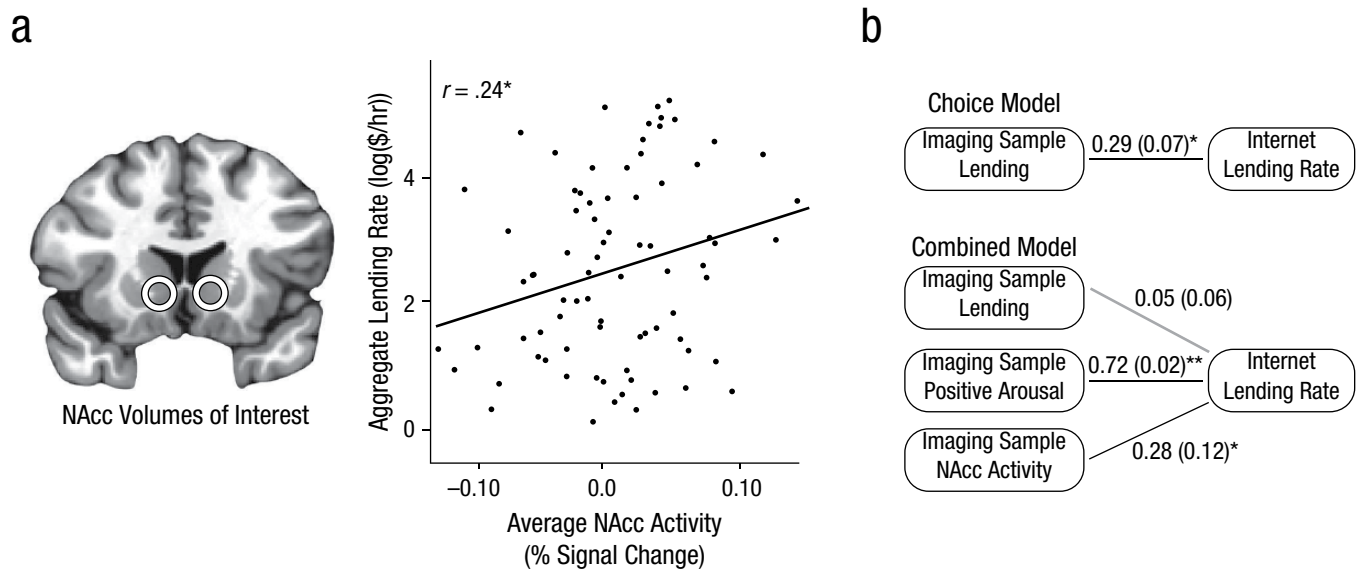 a
NAcc Volumes of Interest
r = .24*
Aggregate Lending Rate (log($/hr))
4
2
0
–0.10
0.0
0.10
Average NAcc Activity
(% Signal Change)
b
Choice Model
Imaging Sample
Lending
0.29 (0.07)*
Internet
Lending Rate
Combined Model
Imaging Sample
Lending
0.05 (0.06)
Imaging Sample
Positive Arousal
0.72 (0.02)**
Internet
Lending Rate
Imaging Sample
NAcc Activity
0.28 (0.12)*